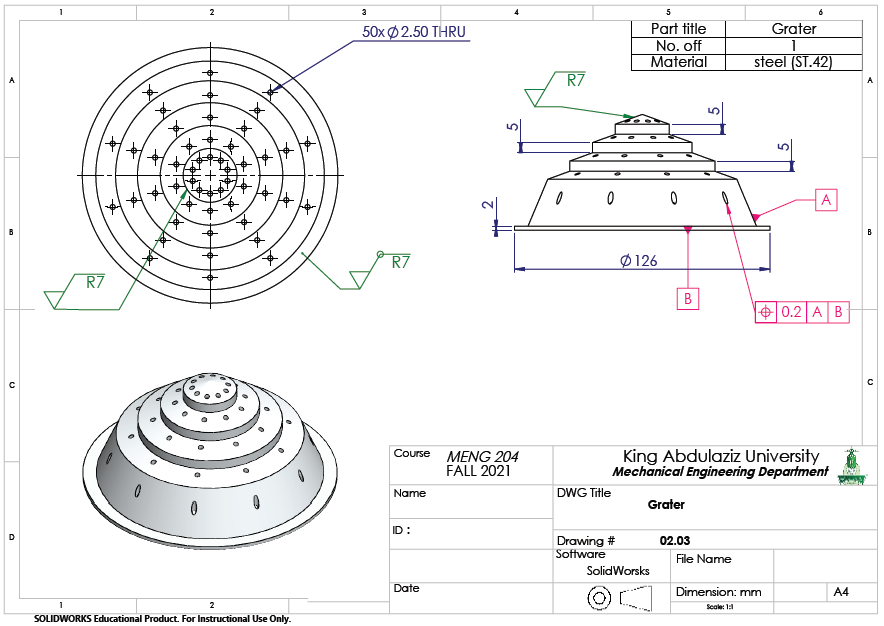 1 2 3 4 5 6
50x Ø 2.50 THRU
Part title Grater
No. off 1
Material steel (ST.42)
A A
R7
5
5
5
2
A
R7
R7
B B
Ø 126
B
⌖ 0.2 A B
C C
Course MENG 204
FALL 2021
King Abdulaziz University
Mechanical Engineering Department
Name
DWG Title
Grater
ID :
Drawing # 02.03
D
Software
SolidWorsks
File Name
Date
Dimension: mm
A4
Scale: 1:1
1 2
SOLIDWORKS Educational Product. For Instructional Use Only.